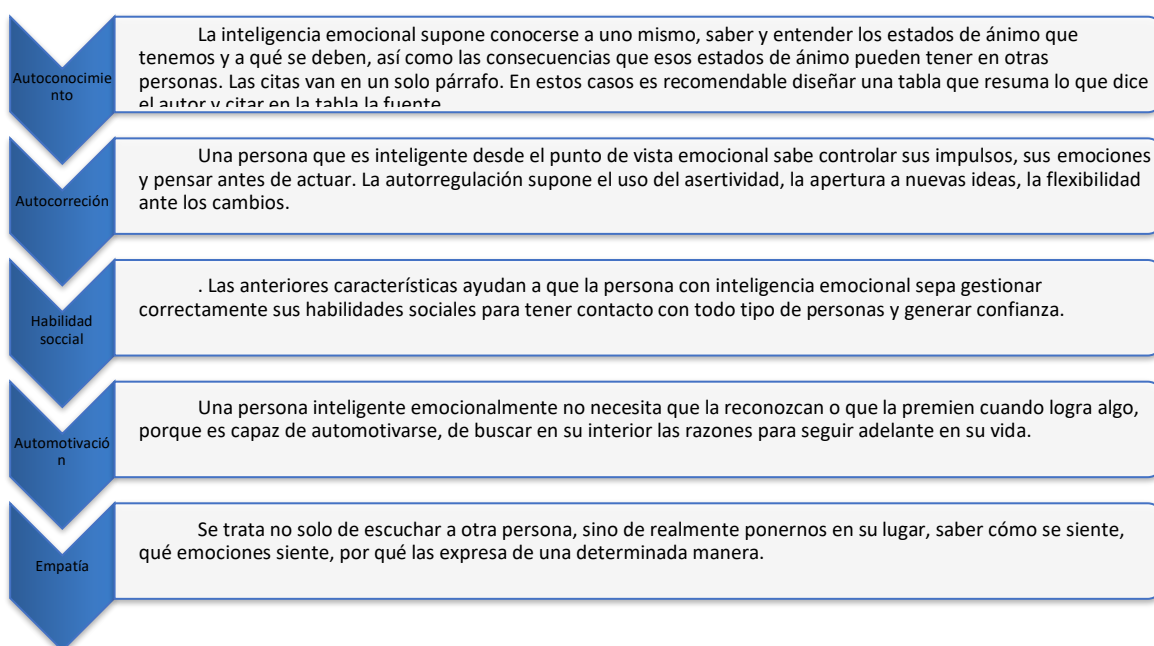 La inteligencia emocional supone conocerse a uno mismo, saber y entender los estados de ánimo que
tenemos y a qué se deben, así como las consecuencias que esos estados de ánimo pueden tener en otras
Autoconocimie
nto
personas. Las citas van en un solo párrafo. En estos casos es recomendable diseñar una tabla que resuma lo que dice
el autor y citar en la tabla la fuente
Una persona que es inteligente desde el punto de vista emocional sabe controlar sus impulsos, sus emociones
Autocorreción
y pensar antes de actuar. La autorregulación supone el uso del asertividad, la apertura a nuevas ideas, la flexibilidad
ante los cambios.
. Las anteriores características ayudan a que la persona con inteligencia emocional sepa gestionar
Habilidad
soccial
correctamente sus habilidades sociales para tener contacto con todo tipo de personas y generar confianza.
Una persona inteligente emocionalmente no necesita que la reconozcan o que la premien cuando logra algo,
Automotivació
n
porque es capaz de automotivarse, de buscar en su interior las razones para seguir adelante en su vida.
Se trata no solo de escuchar a otra persona, sino de realmente ponernos en su lugar, saber cómo se siente,
Empatía
qué emociones siente, por qué las expresa de una determinada manera.